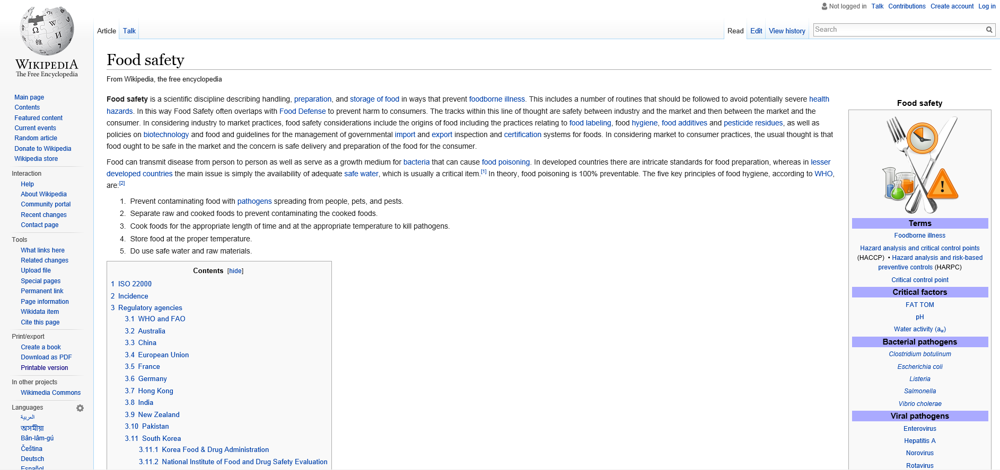 Not logged in Talk Contributions Create account Log in
Article Talk Read Edit View history Search
WIKIPEDIA
The Free Encyclopedia
Main page
Contents
Featured content
Current events
Random article
Donate to Wikipedia
Wikipedia store
Interaction
Help
About Wikipedia
Community portal
Recent changes
Contact page
Tools
What links here
Related changes
Upload file
Special pages
Permanent link
Page information
Wikidata item
Cite this page
Print/export
Create a book
Download as PDF
Printable version
In other projects
Wikimedia Commons
Languages
العربية
অসমীয়া
Bân-lâm-gú
Čeština
Deutsch
Español
Food safety
From Wikipedia, the free encyclopedia
Food safety is a scientific discipline describing handling, preparation, and storage of food in ways that prevent foodborne illness. This includes a number of routines that should be followed to avoid potentially severe health
hazards. In this way Food Safety often overlaps with Food Defense to prevent harm to consumers. The tracks within this line of thought are safety between industry and the market and then between the market and the
consumer. In considering industry to market practices, food safety considerations include the origins of food including the practices relating to food labeling, food hygiene, food additives and pesticide residues, as well as
policies on biotechnology and food and guidelines for the management of governmental import and export inspection and certification systems for foods. In considering market to consumer practices, the usual thought is that
food ought to be safe in the market and the concern is safe delivery and preparation of the food for the consumer.
Food can transmit disease from person to person as well as serve as a growth medium for bacteria that can cause food poisoning. In developed countries there are intricate standards for food preparation, whereas in lesser
developed countries the main issue is simply the availability of adequate safe water, which is usually a critical item.[1] In theory, food poisoning is 100% preventable. The five key principles of food hygiene, according to WHO,
are:[2]
1. Prevent contaminating food with pathogens spreading from people, pets, and pests.
2. Separate raw and cooked foods to prevent contaminating the cooked foods.
3. Cook foods for the appropriate length of time and at the appropriate temperature to kill pathogens.
4. Store food at the proper temperature.
5. Do use safe water and raw materials.
Contents [hide]
1 ISO 22000
2 Incidence
3 Regulatory agencies
3.1 WHO and FAO
3.2 Australia
3.3 China
3.4 European Union
3.5 France
3.6 Germany
3.7 Hong Kong
3.8 India
3.9 New Zealand
3.10 Pakistan
3.11 South Korea
3.11.1 Korea Food & Drug Administration
3.11.2 National Institute of Food and Drug Safety Evaluation
Food safety
Terms
Foodborne illness
Hazard analysis and critical control points
(HACCP) • Hazard analysis and risk-based
preventive controls (HARPC)
Critical control point
Critical factors
FAT TOM
pH
Water activity (aw)
Bacterial pathogens
Clostridium botulinum
Escherichia coli
Listeria
Salmonella
Vibrio cholerae
Viral pathogens
Enterovirus
Hepatitis A
Norovirus
Rotavirus